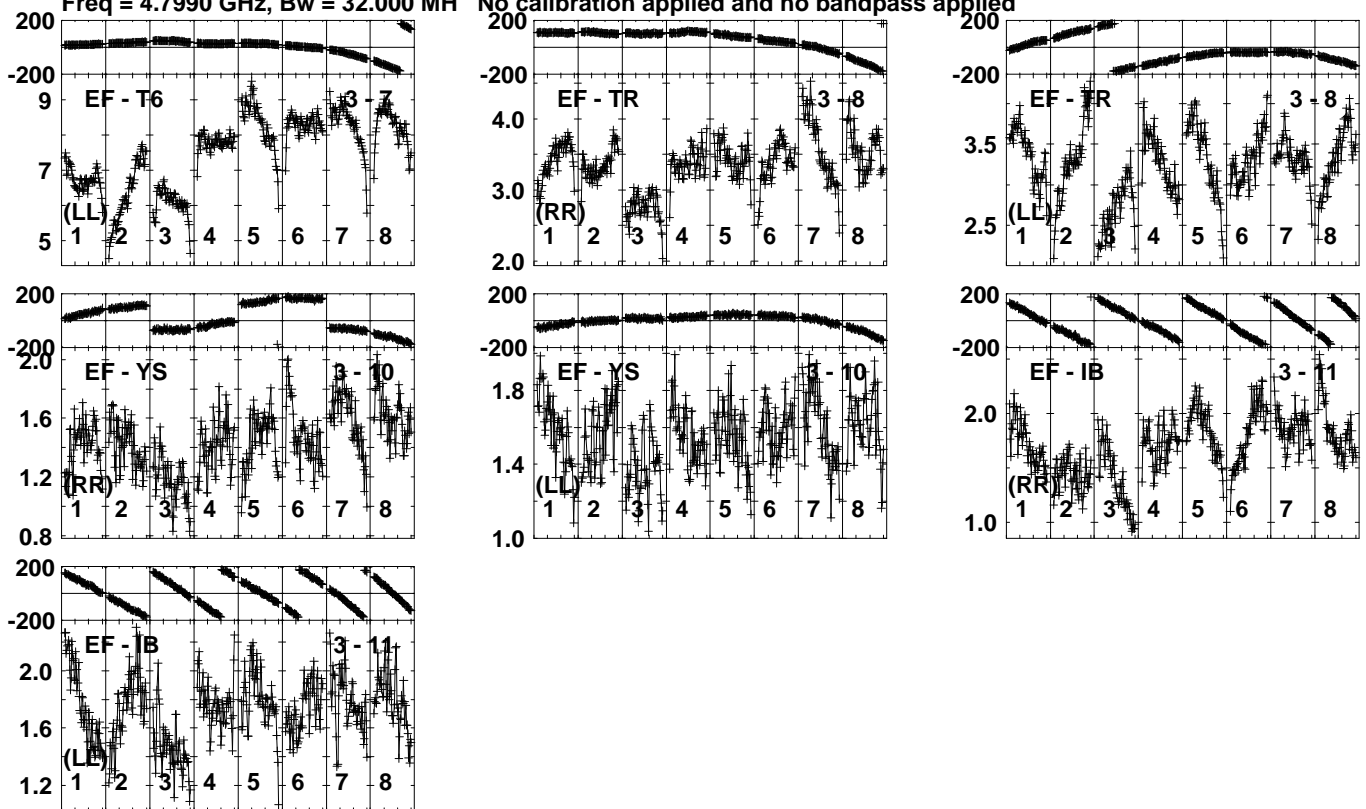 Freq = 4.7990 GHz, Bw = 32.000 MH No calibration applied and no bandpass applied
200
-200
EF - T6 3 - 7
9
7
5
(LL)
1 2 3 4 5 6 7 8
EF - TR 3 - 8
200
-200
4.0
3.0
2.0
(RR)
1 2 3 4 5 6 7 8
200
-200
EF - TR 3 - 8
3.5
2.5
(LL)
1 2 3 4 5 6 7 8
200
-200
EF - YS 3 - 10
2.0
1.6
1.2
0.8
(RR)
1 2 3 4 5 6 7 8
200
-200
EF - YS 3 - 10
1.8
1.4
1.0
(LL)
1 2 3 4 5 6 7 8
200
-200
EF - IB 3 - 11
2.0
1.0
(RR)
1 2 3 4 5 6 7 8
200
-200
EF - IB 3 - 11
2.0
1.6
1.2
(LL)
1 2 3 4 5 6 7 8